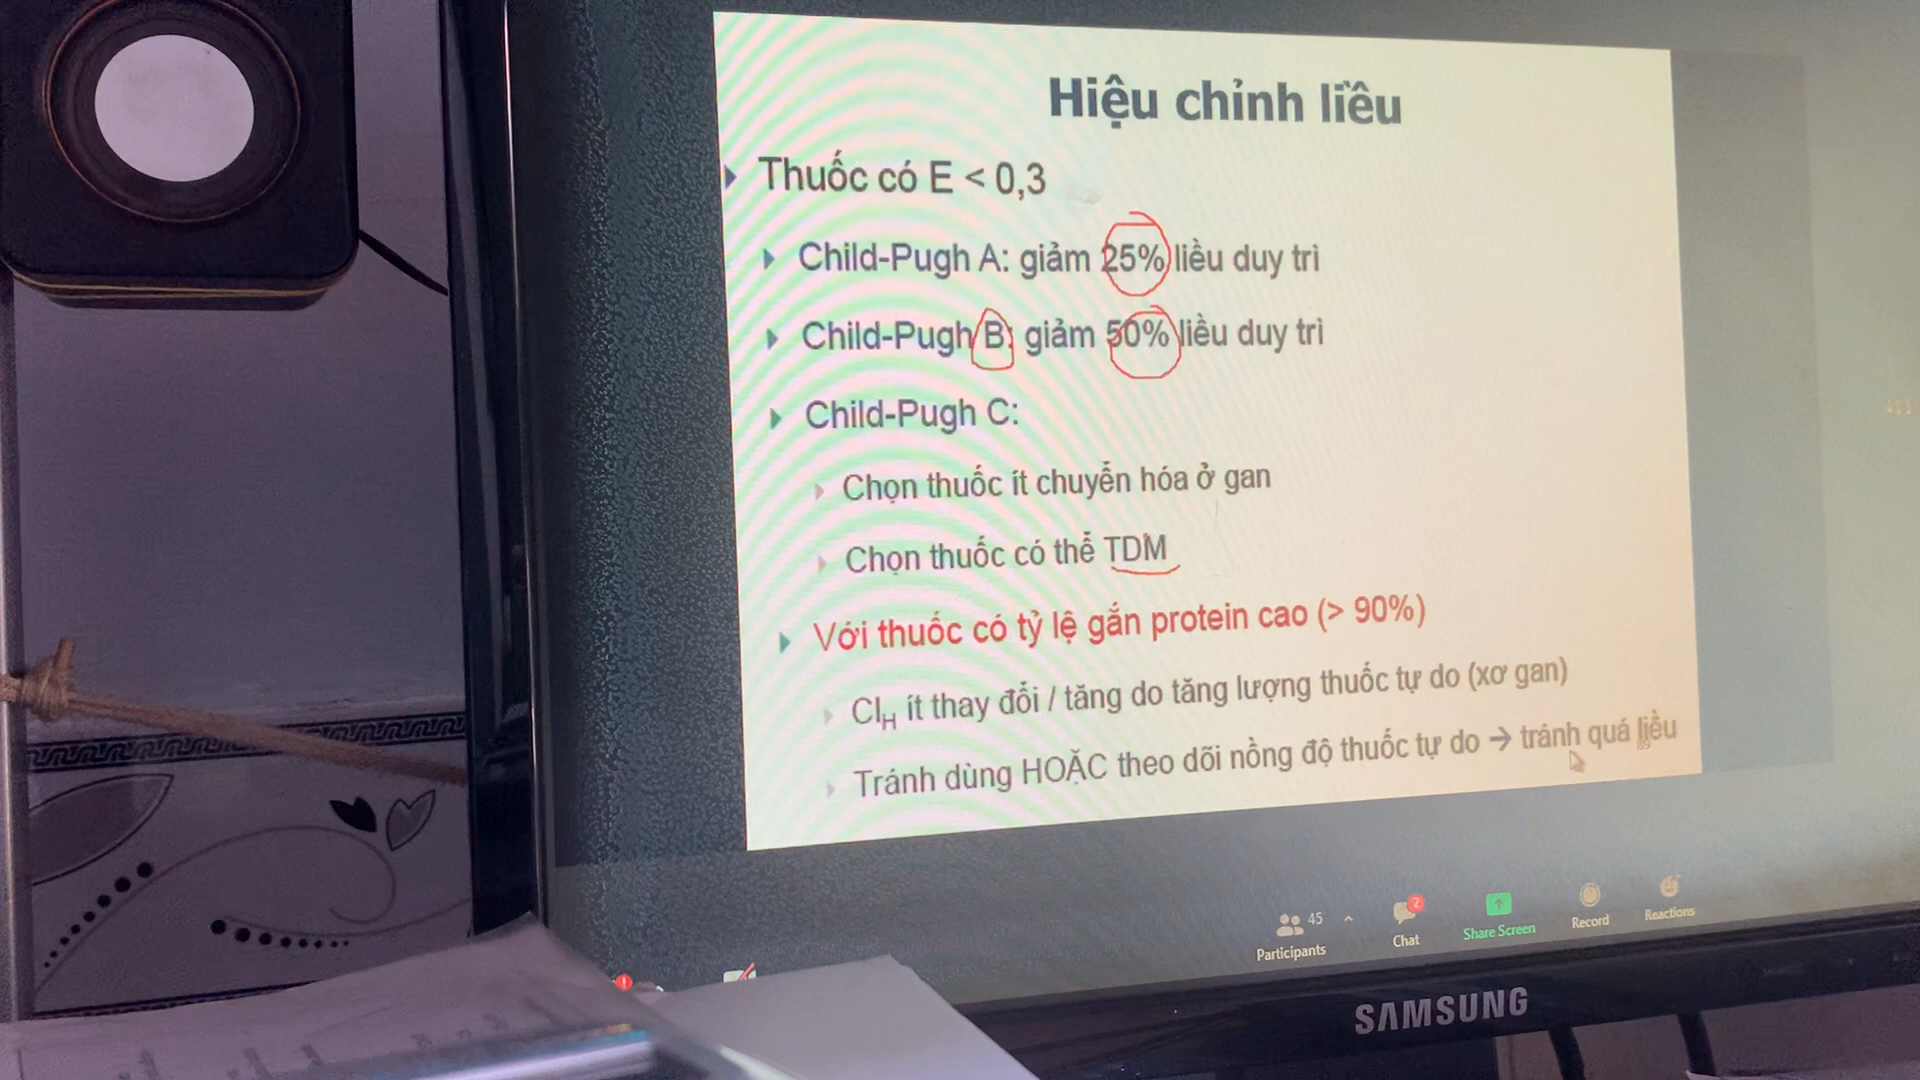 Hiệu chỉnh liều
Thuốc có E < 0,3
Child-Pugh A: giảm 25% liều duy trì
Child-Pugh B: giảm 50% liều duy trì
Child-Pugh C:
Chọn thuốc ít chuyển hóa ở gan
Chọn thuốc có thể TDM
Với thuốc có tỷ lệ gắn protein cao (> 90%)
Cl_H ít thay đổi / tăng do tăng lượng thuốc tự do (xơ gan)
Tránh dùng HOẶC theo dõi nồng độ thuốc tự do → tránh quá liều
45
2
Participants
Chat
Share Screen
Record
Reactions
SAMSUNG